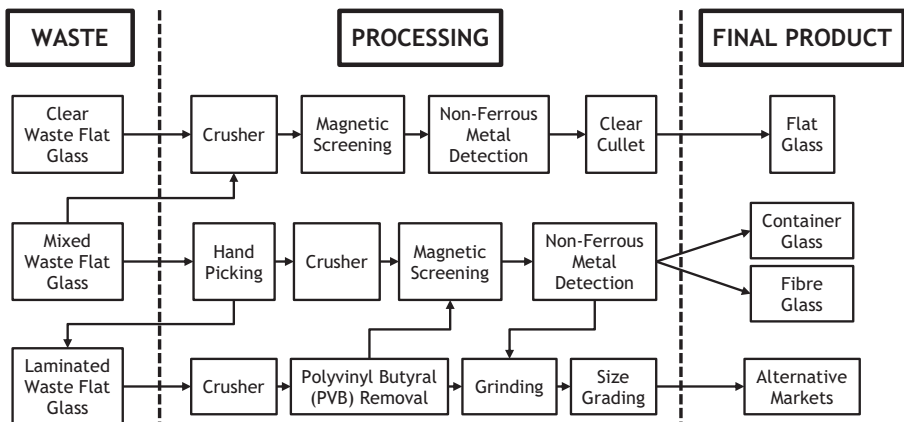 WASTE
PROCESSING
FINAL PRODUCT
Clear
Waste Flat
Glass
Crusher
Magnetic
Screening
Non-Ferrous
Metal
Detection
Clear
Cullet
Flat
Glass
Mixed
Waste Flat
Glass
Hand
Picking
Crusher
Magnetic
Screening
Non-Ferrous
Metal
Detection
Container
Glass
Fibre
Glass
Laminated
Waste Flat
Glass
Crusher
Polyvinyl Butyral
(PVB) Removal
Grinding
Size
Grading
Alternative
Markets